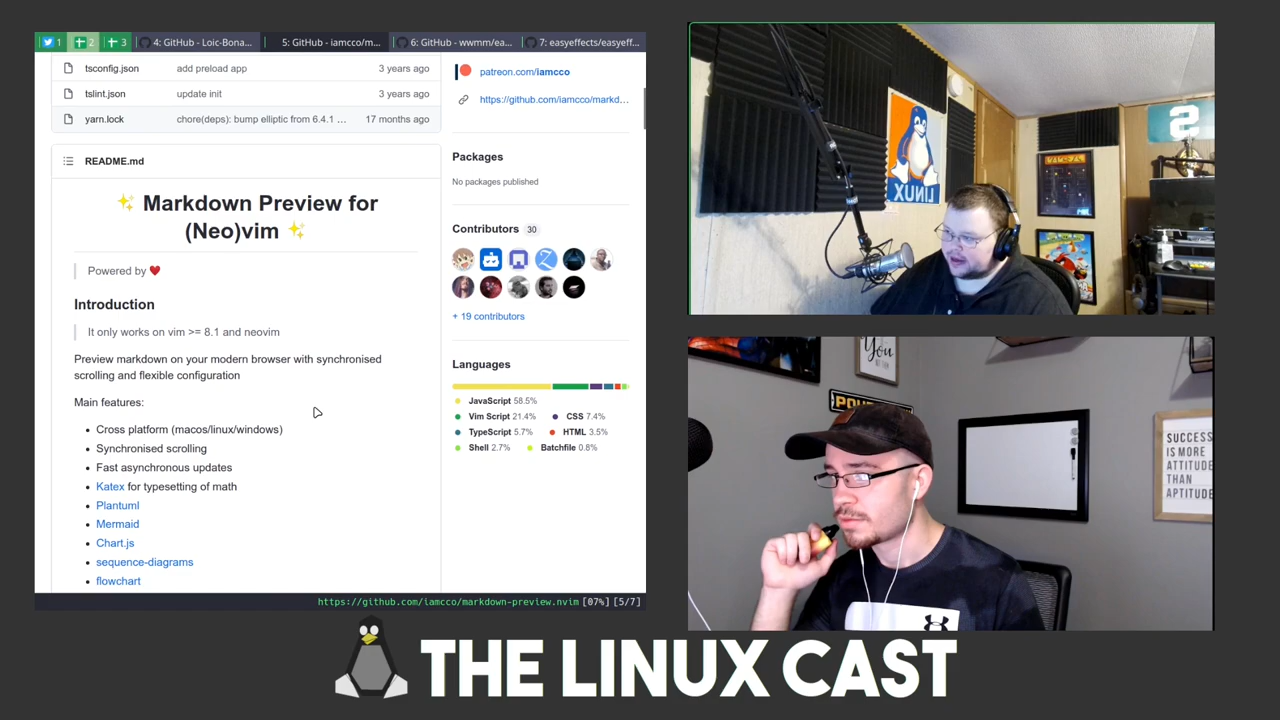 1
2
3
4: GitHub - Loic-Bona...
5: GitHub - iamcco/m...
6: GitHub - wwmm/ea...
7: easyeffects/easyeff...
tsconfig.json add preload app 3 years ago
tslint.json update init 3 years ago
yarn.lock chore(deps): bump elliptic from 6.4.1 ... 17 months ago
README.md
✨ Markdown Preview for
(Neo)vim ✨
Powered by ❤️
Introduction
It only works on vim >= 8.1 and neovim
Preview markdown on your modern browser with synchronised
scrolling and flexible configuration
Main features:
• Cross platform (macos/linux/windows)
• Synchronised scrolling
• Fast asynchronous updates
• Katex for typesetting of math
• Plantuml
• Mermaid
• Chart.js
• sequence-diagrams
• flowchart
patreon.com/iamcco
https://github.com/iamcco/markd...
Packages
No packages published
Contributors 30
+ 19 contributors
Languages
JavaScript 58.5%
Vim Script 21.4% CSS 7.4%
TypeScript 5.7% HTML 3.5%
Shell 2.7% Batchfile 0.8%
https://github.com/iamcco/markdown-preview.nvim [07%] [5/7]
LINUX
PAC-MAN
You
NOT
SUCCESS
IS MORE
ATTITUDE
THAN
APTITUDE
THE LINUX CAST